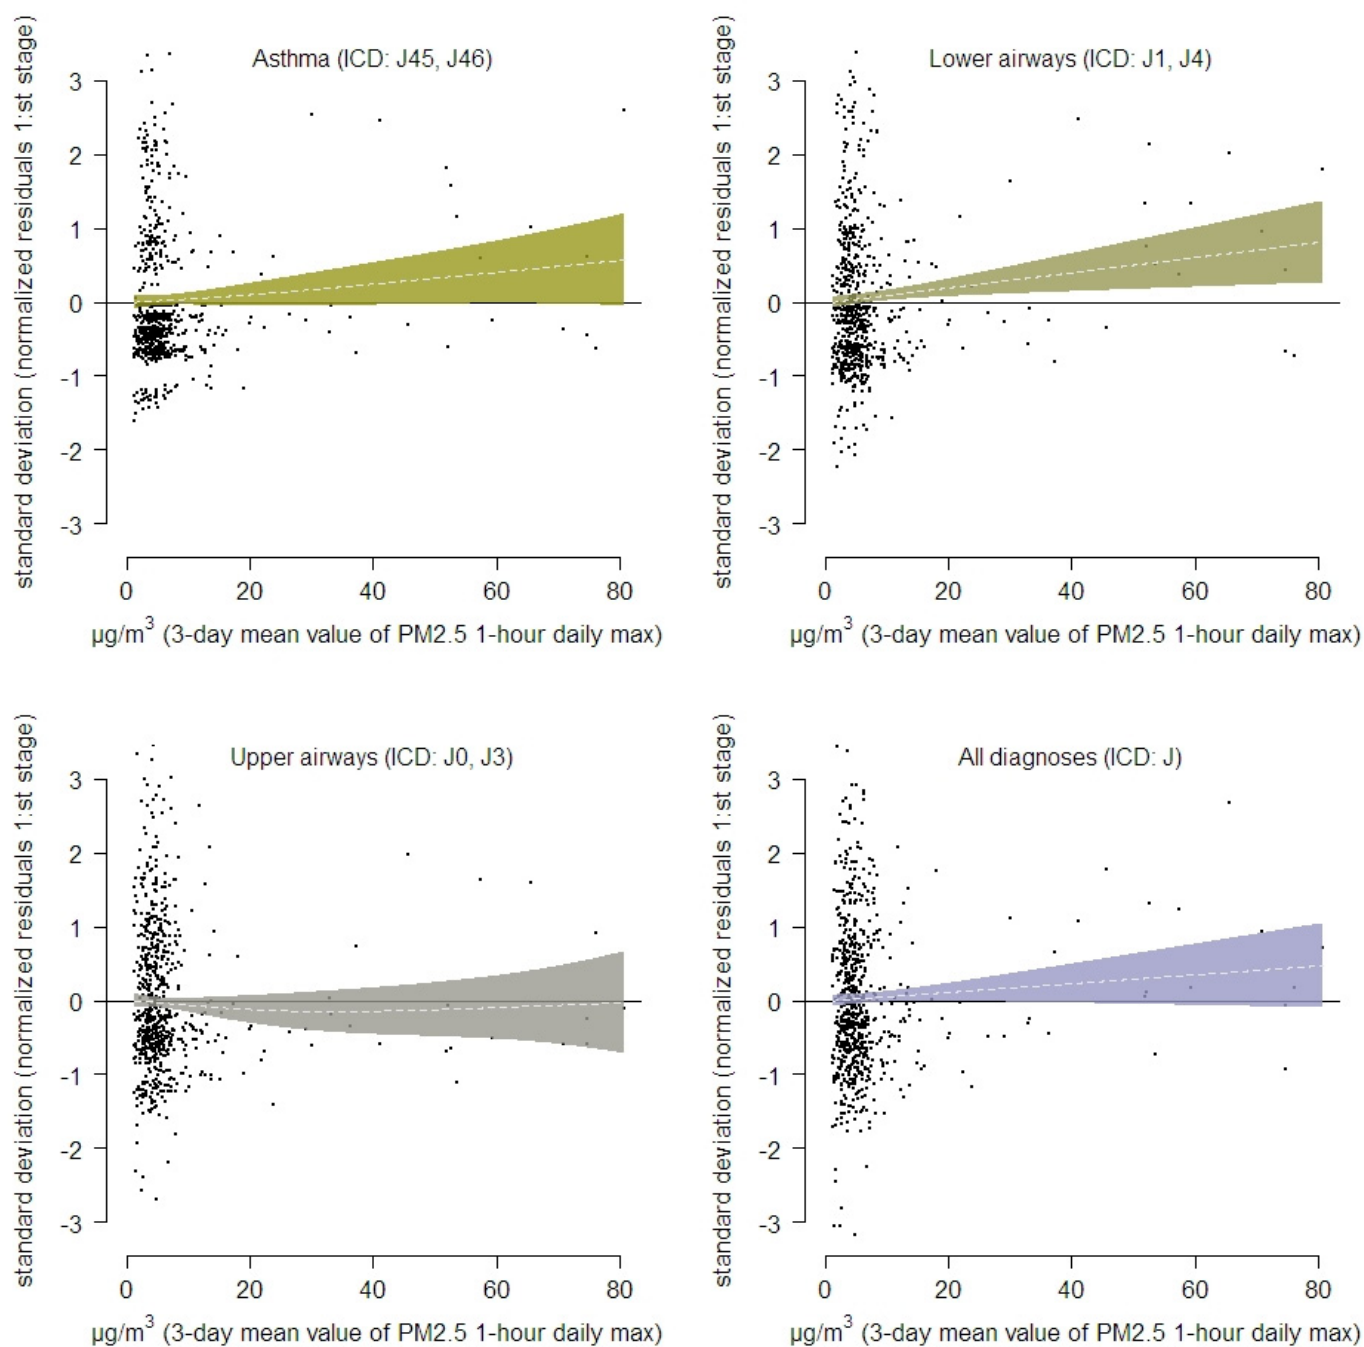 Asthma (ICD: J45, J46)
standard deviation (normalized residuals 1:st stage)
3
2
1
0
-1
-2
-3
0 20 40 60 80
µg/m³ (3-day mean value of PM2.5 1-hour daily max)
Lower airways (ICD: J1, J4)
standard deviation (normalized residuals 1:st stage)
3
2
1
0
-1
-2
-3
0 20 40 60 80
µg/m³ (3-day mean value of PM2.5 1-hour daily max)
Upper airways (ICD: J0, J3)
standard deviation (normalized residuals 1:st stage)
3
2
1
0
-1
-2
-3
0 20 40 60 80
µg/m³ (3-day mean value of PM2.5 1-hour daily max)
All diagnoses (ICD: J)
standard deviation (normalized residuals 1:st stage)
3
2
1
0
-1
-2
-3
0 20 40 60 80
µg/m³ (3-day mean value of PM2.5 1-hour daily max)